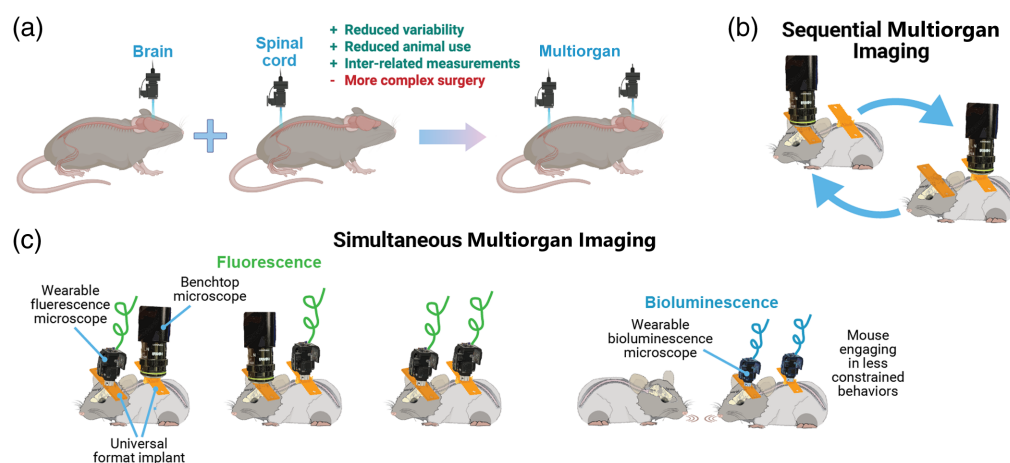 (a)
Brain
Spinal
cord
+ Reduced variability
+ Reduced animal use
+ Inter-related measurements
- More complex surgery
Multiorgan
(b)
Sequential Multiorgan
Imaging
(c)
Simultaneous Multiorgan Imaging
Fluorescence
Wearable
fluerescence
microscope
Benchtop
microscope
Universal
format implant
Bioluminescence
Wearable
bioluminescence
microscope
Mouse
engaging
in less
constrained
behaviors